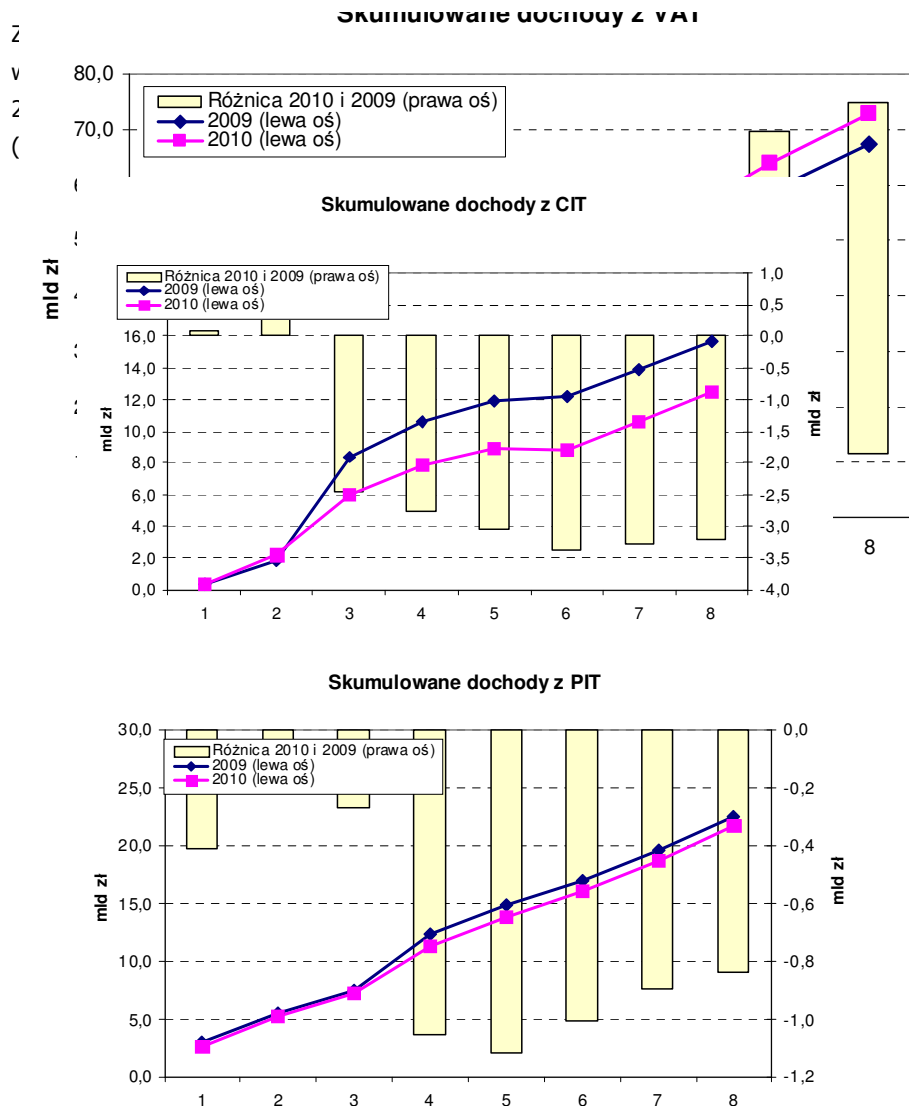 Skumulowane dochody z VAT
80,0
70,0
Różnica 2010 i 2009 (prawa oś)
2009 (lewa oś)
2010 (lewa oś)
mld zł
8
Skumulowane dochody z CIT
Różnica 2010 i 2009 (prawa oś)
2009 (lewa oś)
2010 (lewa oś)
16,0
14,0
12,0
10,0
8,0
6,0
4,0
2,0
0,0
mld zł
1,0
0,5
0,0
-0,5
-1,0
-1,5
-2,0
-2,5
-3,0
-3,5
-4,0
mld zł
1 2 3 4 5 6 7 8
Skumulowane dochody z PIT
Różnica 2010 i 2009 (prawa oś)
2009 (lewa oś)
2010 (lewa oś)
30,0
25,0
20,0
15,0
10,0
5,0
0,0
mld zł
0,0
-0,2
-0,4
-0,6
-0,8
-1,0
-1,2
mld zł
1 2 3 4 5 6 7 8